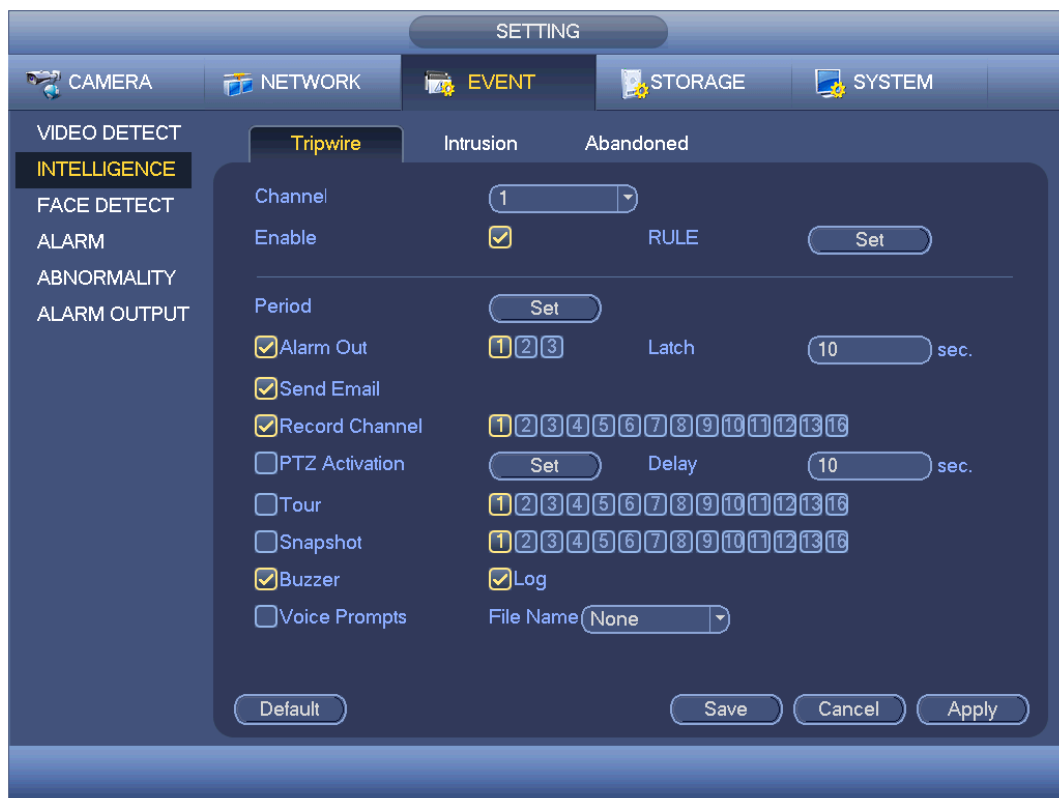 SETTING
CAMERA NETWORK EVENT STORAGE SYSTEM
VIDEO DETECT
INTELLIGENCE
FACE DETECT
ALARM
ABNORMALITY
ALARM OUTPUT
Tripwire Intrusion Abandoned
Channel 1
Enable RULE Set
Period Set
Alarm Out 1 2 3 Latch 10 sec.
Send Email
Record Channel 1 2 3 4 5 6 7 8 9 10 11 12 13 16
PTZ Activation Set Delay 10 sec.
Tour 1 2 3 4 5 6 7 8 9 10 11 12 13 16
Snapshot 1 2 3 4 5 6 7 8 9 10 11 12 13 16
Buzzer Log
Voice Prompts File Name None
Default Save Cancel Apply